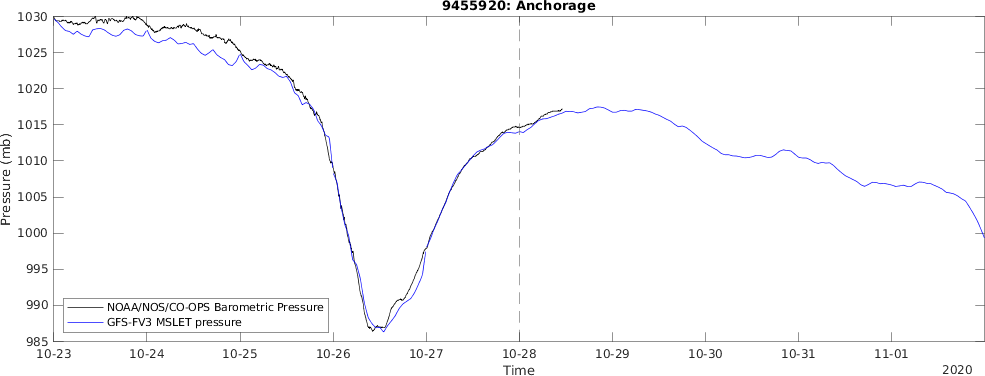 9455920: Anchorage
1030
1025
1020
1015
1010
1005
1000
995
990
985
Pressure (mb)
NOAA/NOS/CO-OPS Barometric Pressure
GFS-FV3 MSLET pressure
10-23 10-24 10-25 10-26 10-27 10-28 10-29 10-30 10-31 11-01
Time
2020